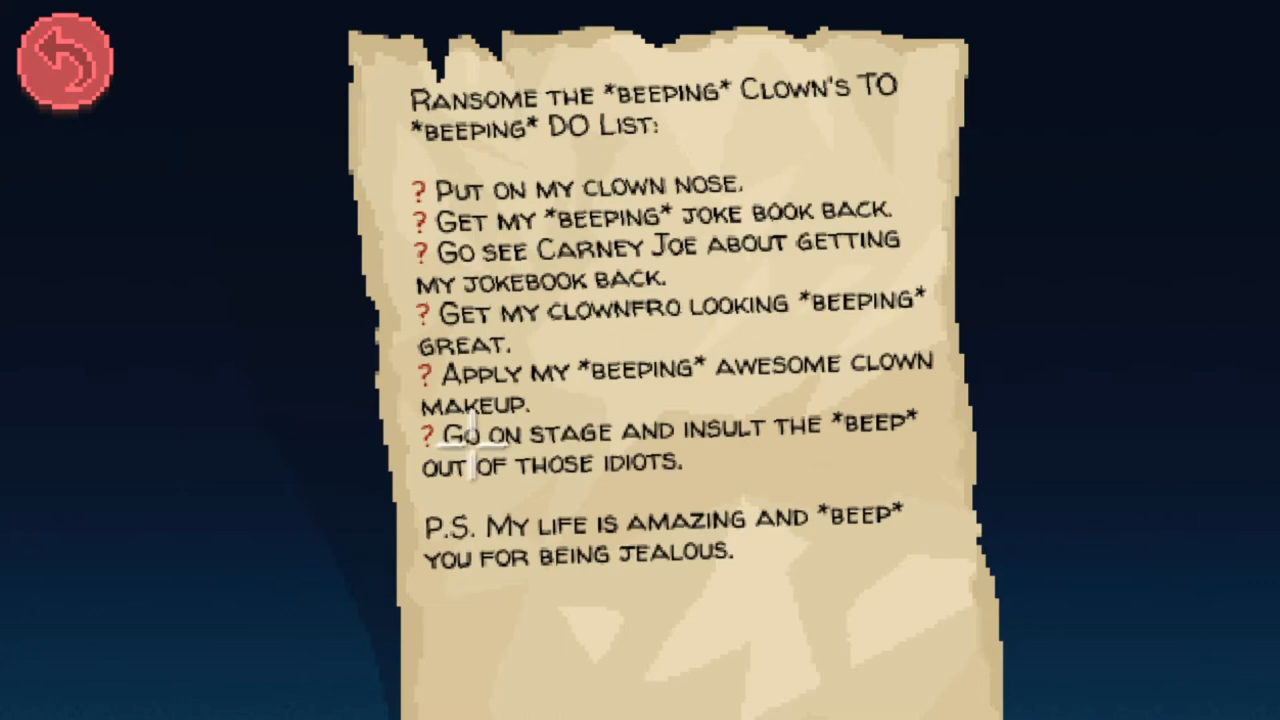 RANSOME THE *BEEPING* CLOWN'S TO
*BEEPING* DO LIST:
? PUT ON MY CLOWN NOSE.
? GET MY *BEEPING* JOKE BOOK BACK.
? GO SEE CARNEY JOE ABOUT GETTING
MY JOKEBOOK BACK.
? GET MY CLOWNFRO LOOKING *BEEPING*
GREAT.
? APPLY MY *BEEPING* AWESOME CLOWN
MAKEUP.
? GO ON STAGE AND INSULT THE *BEEP*
OUT OF THOSE IDIOTS.
P.S. MY LIFE IS AMAZING AND *BEEP*
YOU FOR BEING JEALOUS.